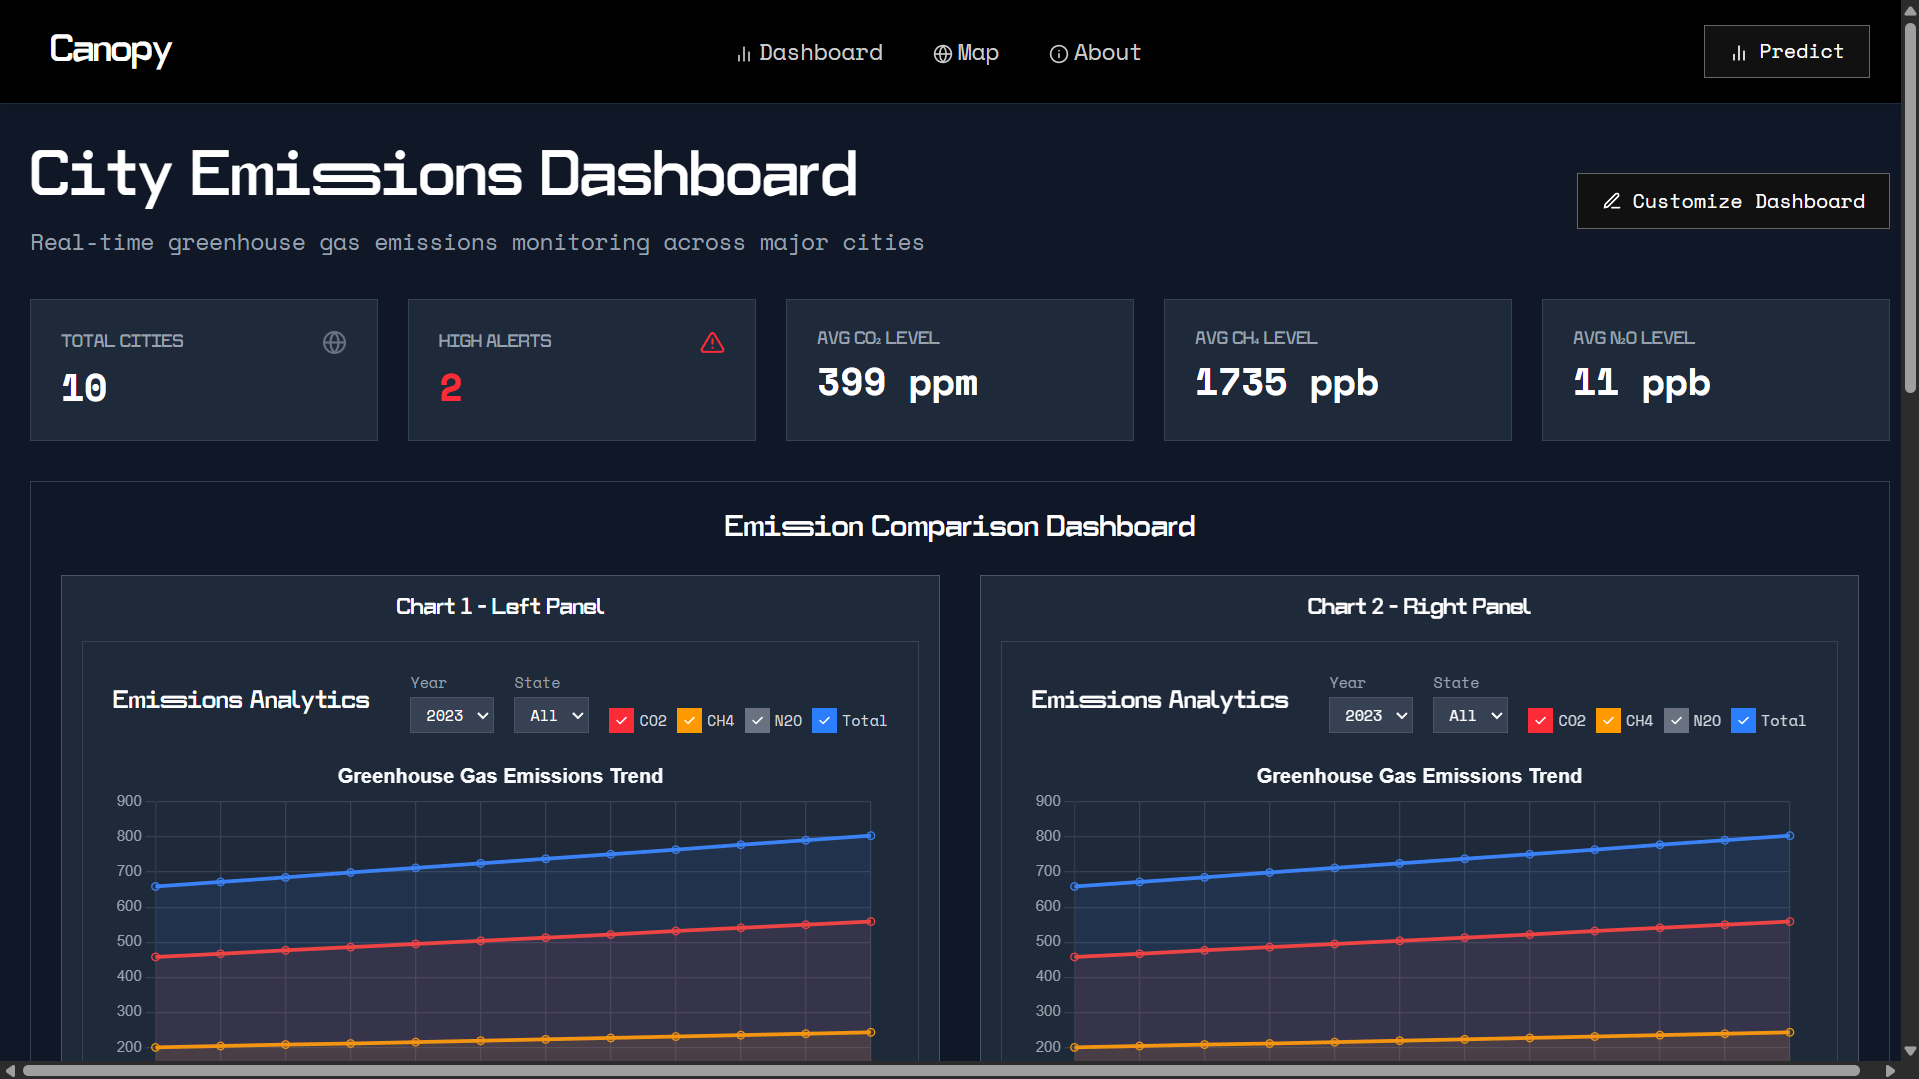 Canopy
Dashboard
Map
About
Predict
City Emissions Dashboard
Real-time greenhouse gas emissions monitoring across major cities
Customize Dashboard
TOTAL CITIES
10
HIGH ALERTS
2
AVG CO₂ LEVEL
399 ppm
AVG CH₄ LEVEL
1735 ppb
AVG N₂O LEVEL
11 ppb
Emission Comparison Dashboard
Chart 1 - Left Panel
Emissions Analytics
Year
2023
State
All
CO2
CH4
N2O
Total
Greenhouse Gas Emissions Trend
900
800
700
600
500
400
300
200
Chart 2 - Right Panel
Emissions Analytics
Year
2023
State
All
CO2
CH4
N2O
Total
Greenhouse Gas Emissions Trend
900
800
700
600
500
400
300
200